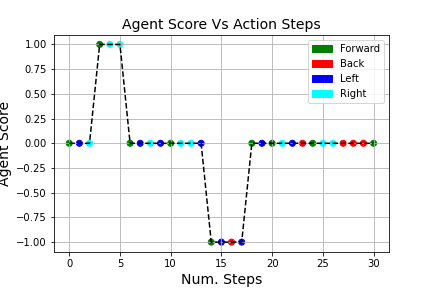 Agent Score Vs Action Steps
Agent Score
1.00
0.75
0.50
0.25
0.00
−0.25
−0.50
−0.75
−1.00
Forward
Back
Left
Right
0 5 10 15 20 25 30
Num. Steps